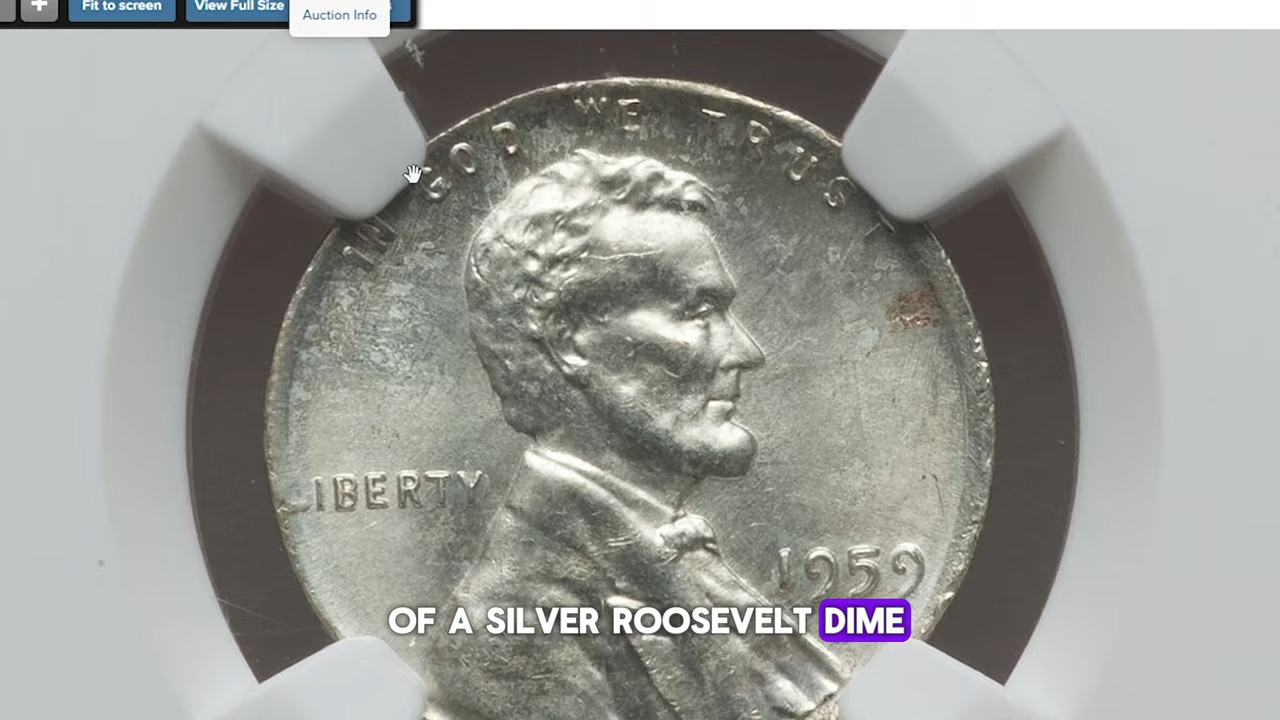 Fit to screen
View Full Size
Auction Info
IN GOD WE TRUST
LIBERTY
1959
OF A SILVER ROOSEVELT DIME